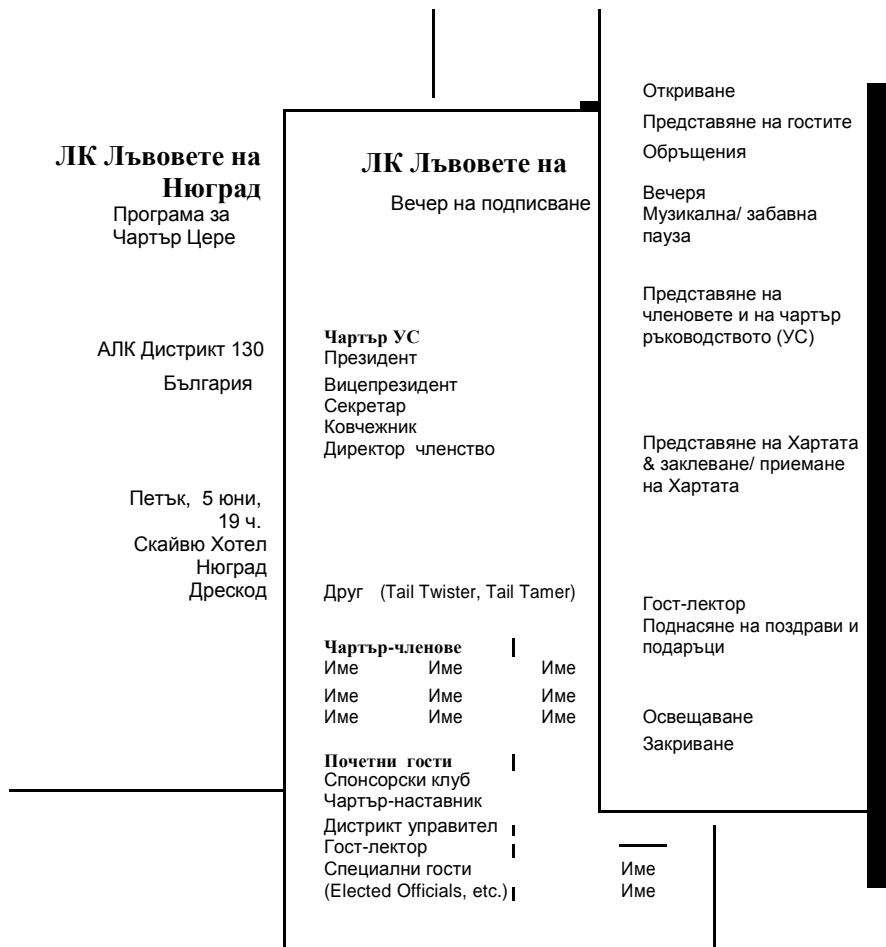 ЛК Лъвовете на
Нюград
Програма за
Чартър Цере
АЛК Дистрикт 130
България
Петък, 5 юни,
19 ч.
Скайвю Хотел
Нюград
Дрескод
ЛК Лъвовете на
Вечер на подписване
Чартър УС
Президент
Вицепрезидент
Секретар
Ковчежник
Директор членство
Друг (Tail Twister, Tail Tamer)
Чартър-членове
Име Име Име
Име Име Име
Име Име Име
Почетни гости
Спонсорски клуб
Чартър-наставник
Дистрикт управител
Гост-лектор
Специални гости Име
(Elected Officials, etc.) Име
Откриване
Представяне на гостите
Обръщения
Вечеря
Музикална/ забавна
пауза
Представяне на
членовете и на чартър
ръководството (УС)
Представяне на Хартата
& заклеване/ приемане
на Хартата
Гост-лектор
Поднасяне на поздрави и
подаръци
Освещаване
Закриване